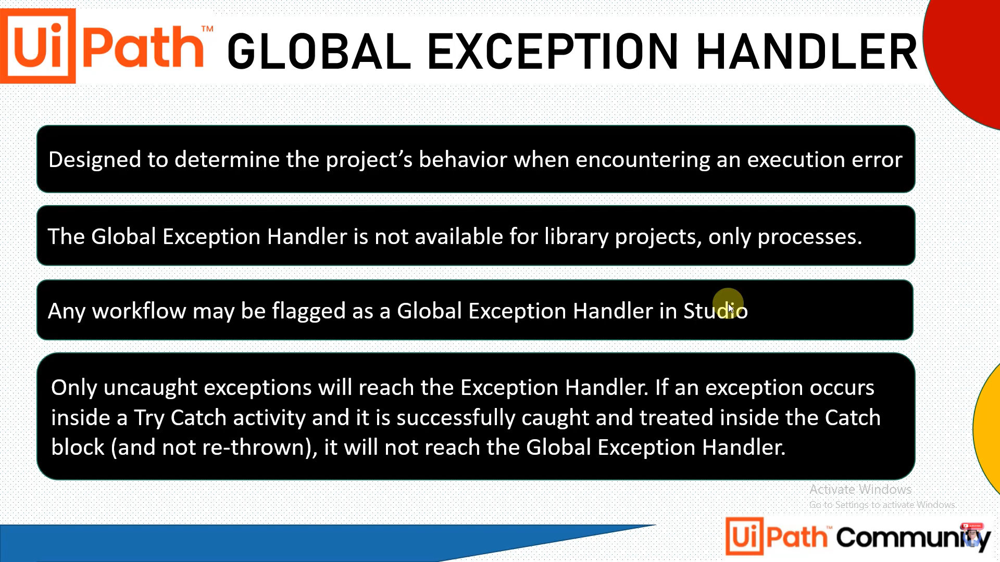 UiPath™ GLOBAL EXCEPTION HANDLER
Designed to determine the project’s behavior when encountering an execution error
The Global Exception Handler is not available for library projects, only processes.
Any workflow may be flagged as a Global Exception Handler in Studio
Only uncaught exceptions will reach the Exception Handler. If an exception occurs
inside a Try Catch activity and it is successfully caught and treated inside the Catch
block (and not re-thrown), it will not reach the Global Exception Handler.
Activate Windows
Go to Settings to activate Windows.
UiPath™ Community